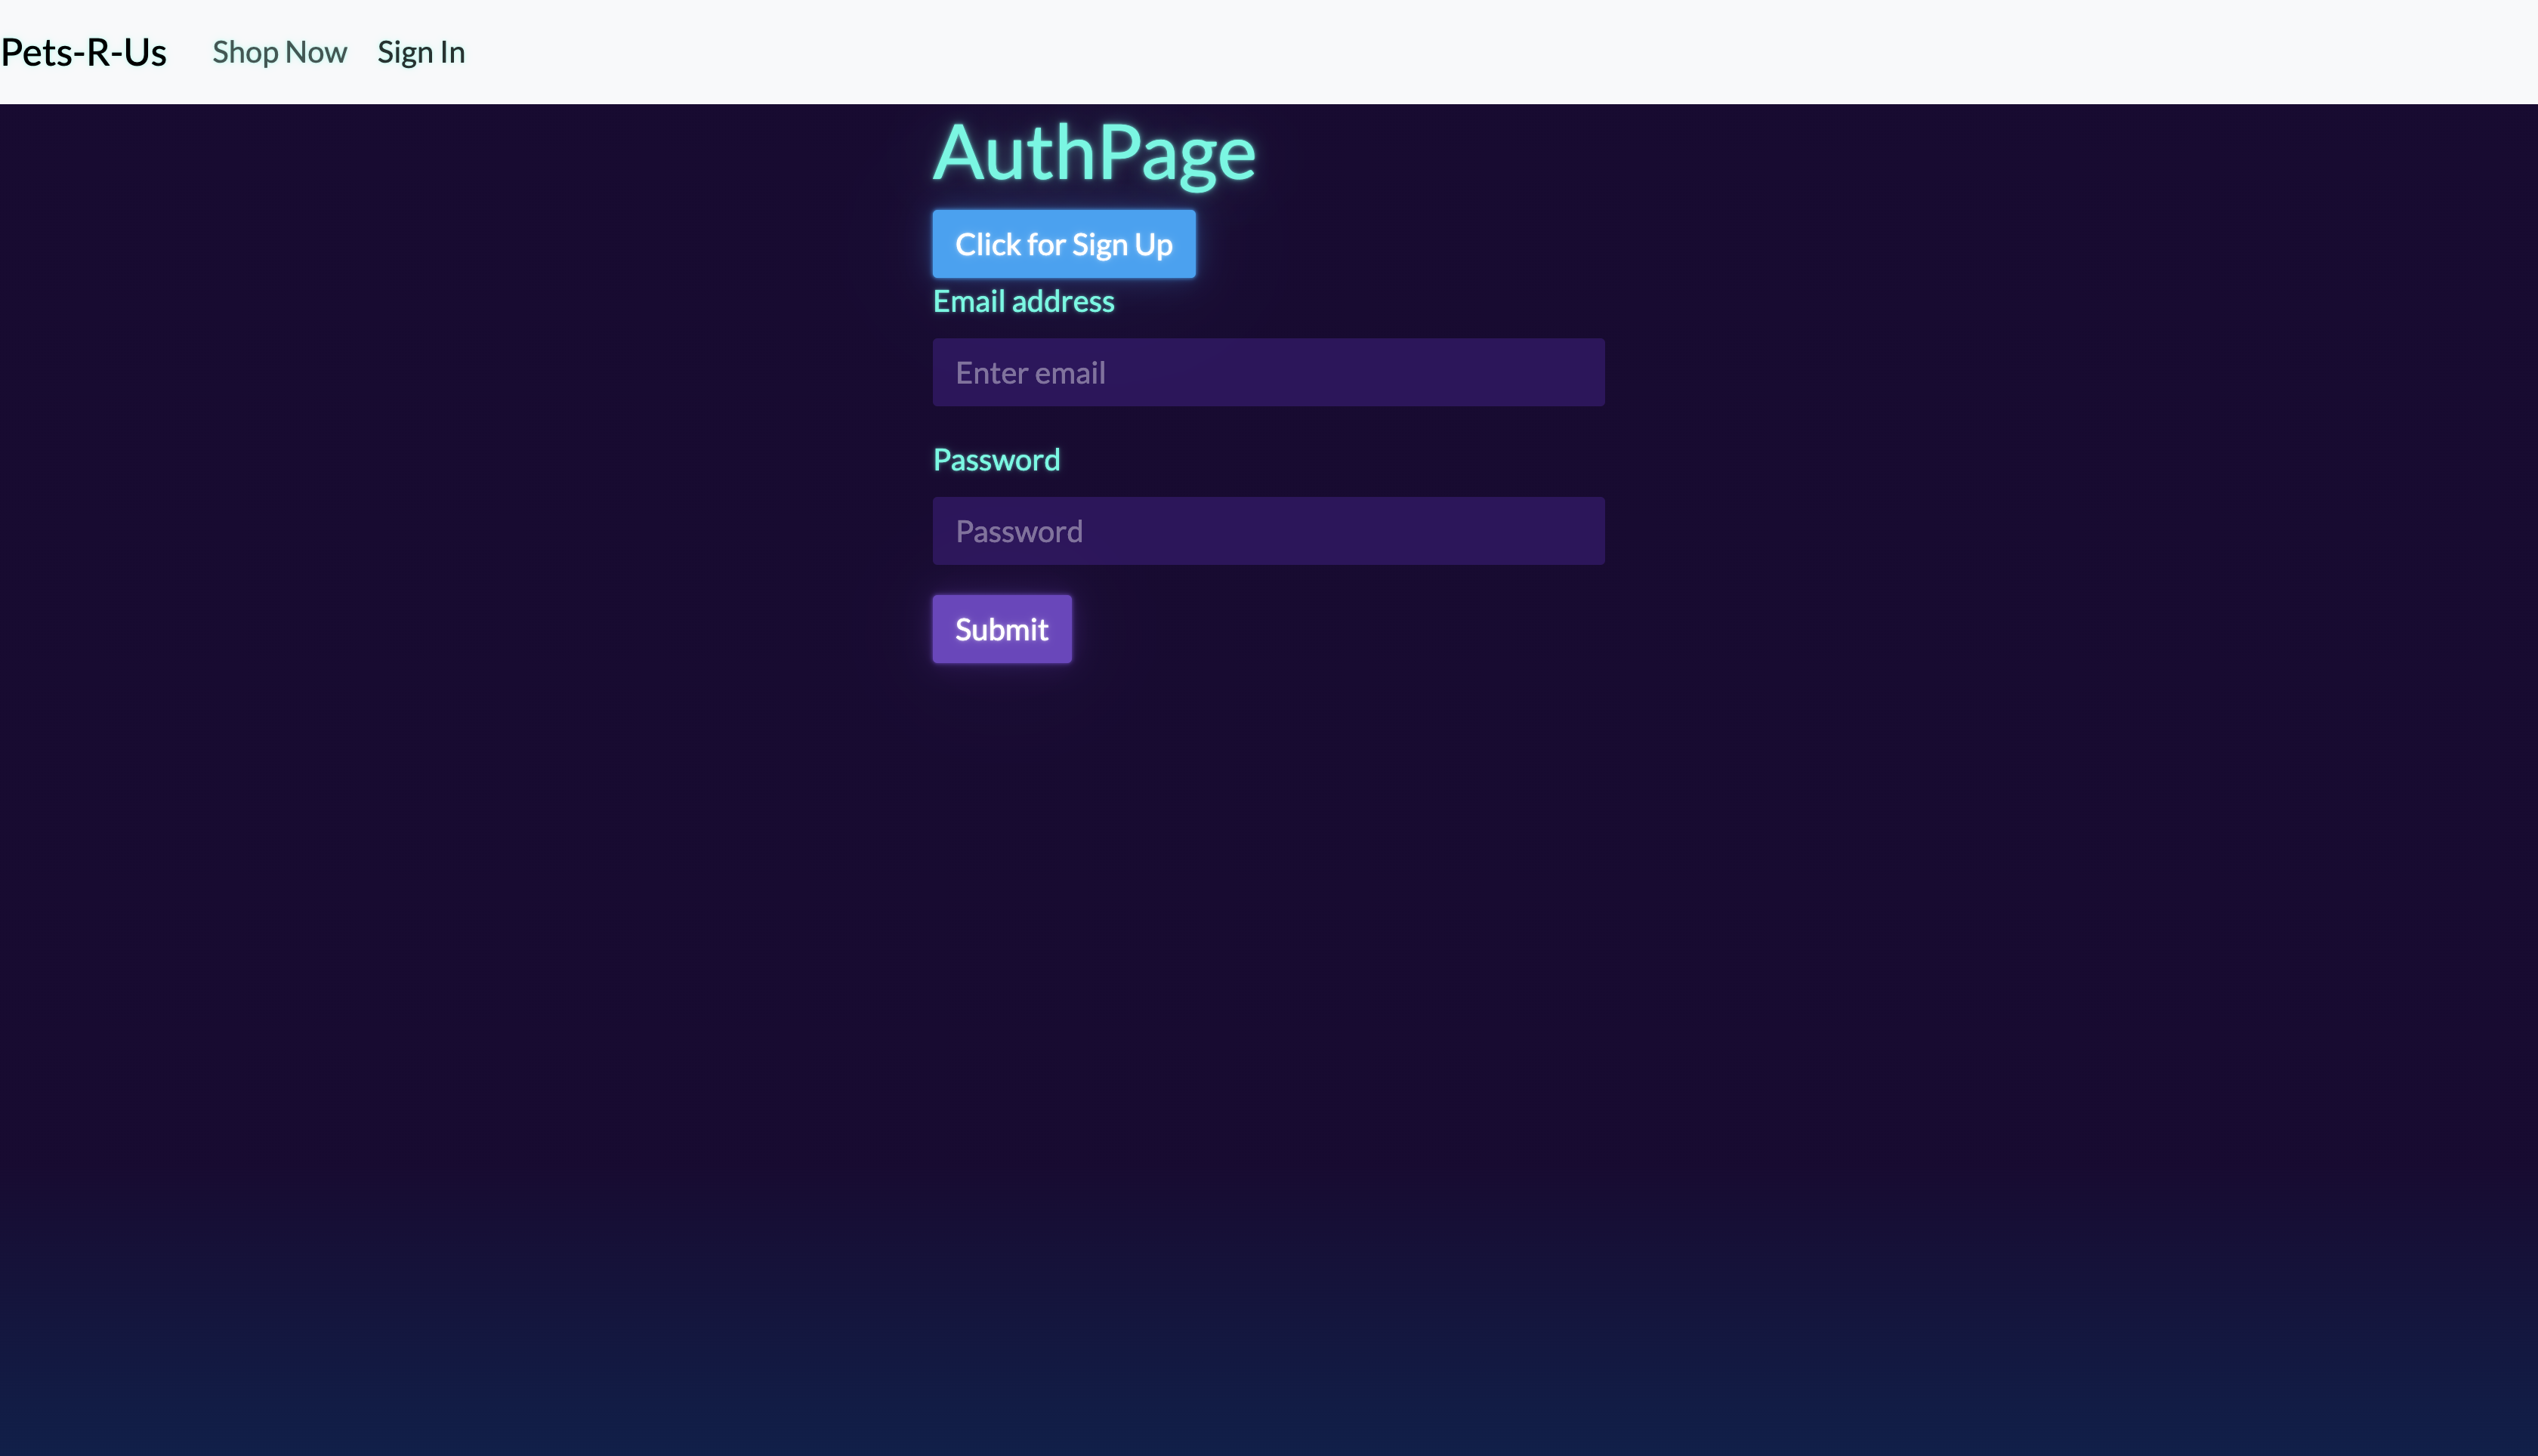 Pets-R-Us Shop Now Sign In
AuthPage
Click for Sign Up
Email address
Enter email
Password
Password
Submit